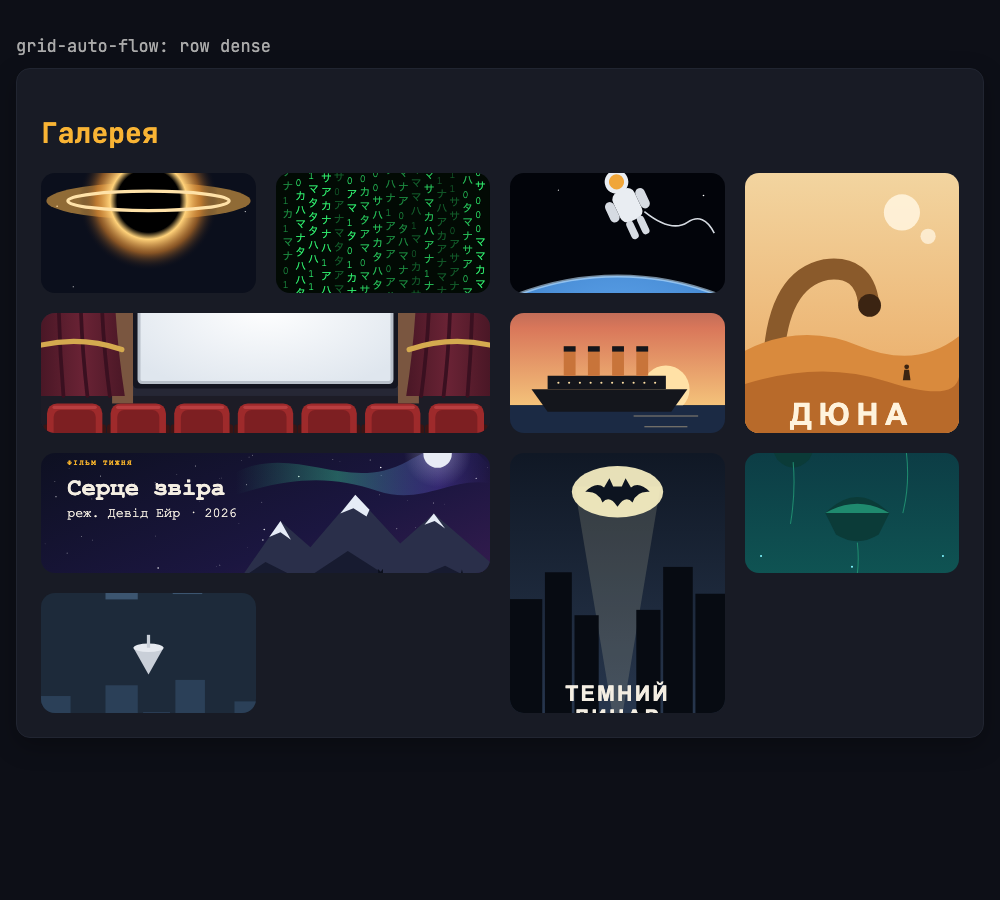 grid-auto-flow: row dense
Галерея
ДЮНА
ФІЛЬМ ТИЖНЯ
Серце звіра
реж. Девід Ейр · 2026
ТЕМНИЙ